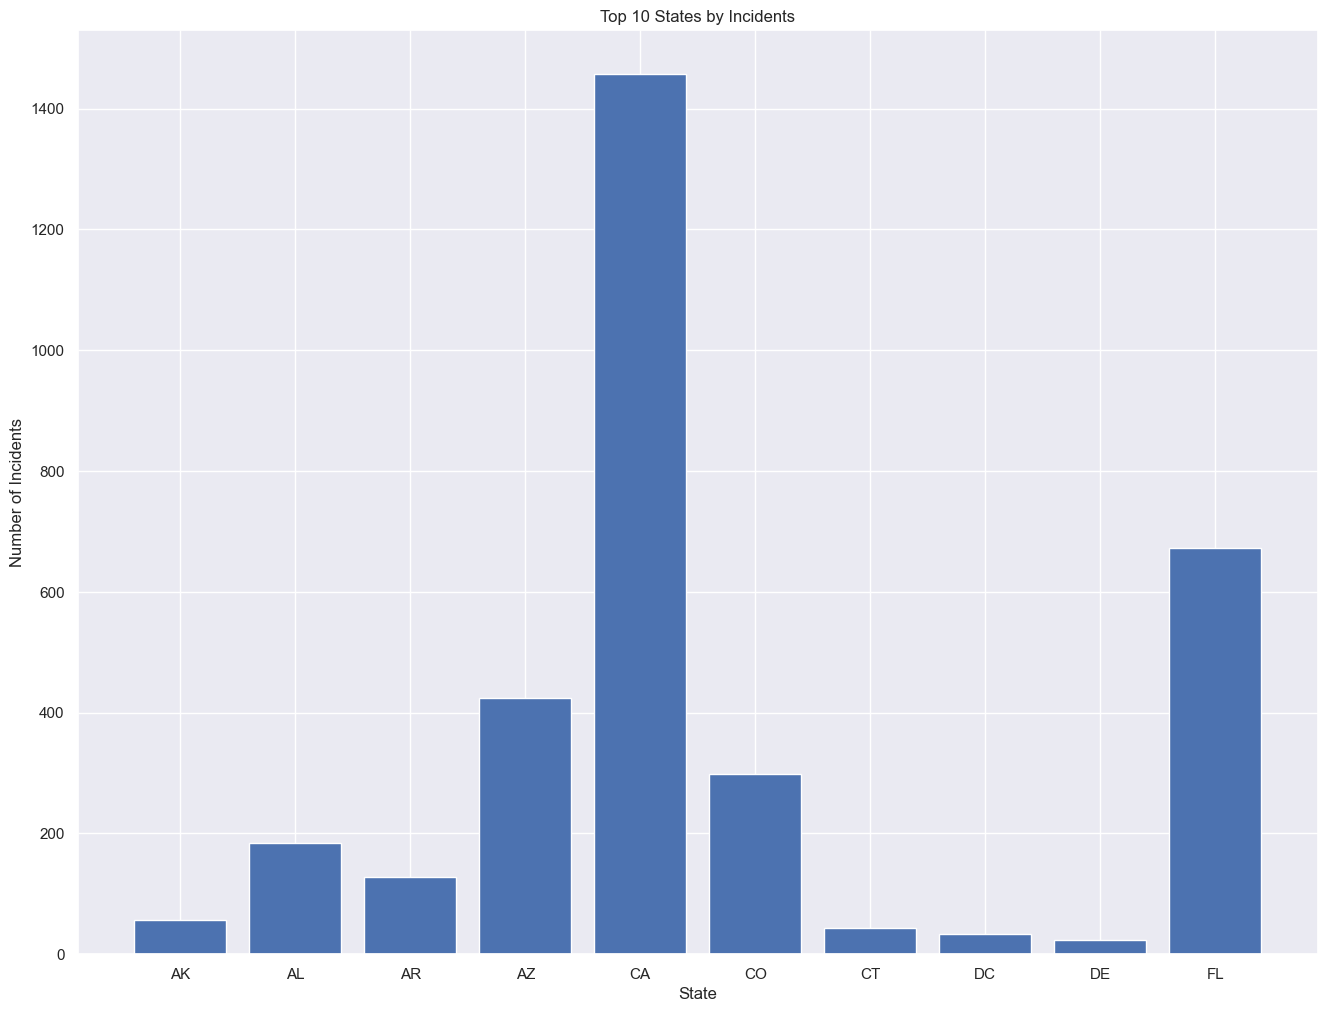 Top 10 States by Incidents
Number of Incidents
1400
1200
1000
800
600
400
200
0
AK AL AR AZ CA CO CT DC DE FL
State